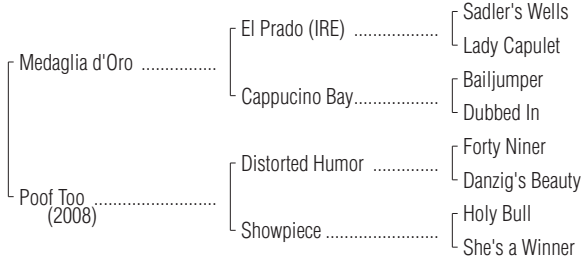 Sadler's Wells
El Prado (IRE) ..................
Lady Capulet
Medaglia d'Oro ................
Bailjumper
Cappucino Bay..................
Dubbed In
Forty Niner
Distorted Humor ..............
Danzig's Beauty
Poof Too ..........................
(2008)
Holy Bull
Showpiece ........................
She's a Winner